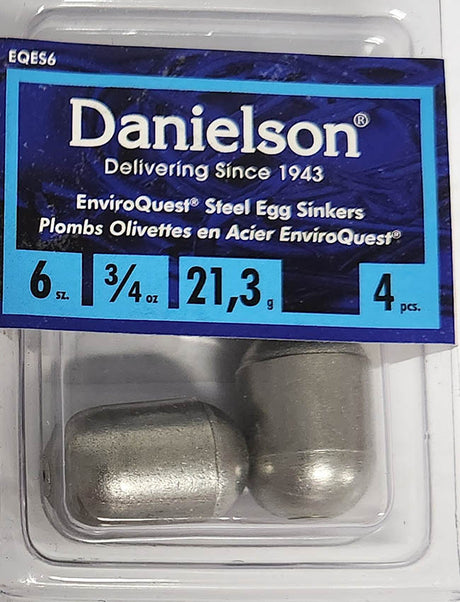 EQES6
Danielson®
Delivering Since 1943
EnviroQuest® Steel Egg Sinkers
Plombs Olivettes en Acier EnviroQuest®
6 sz. 3/4 oz 21,3 g 4 pcs.